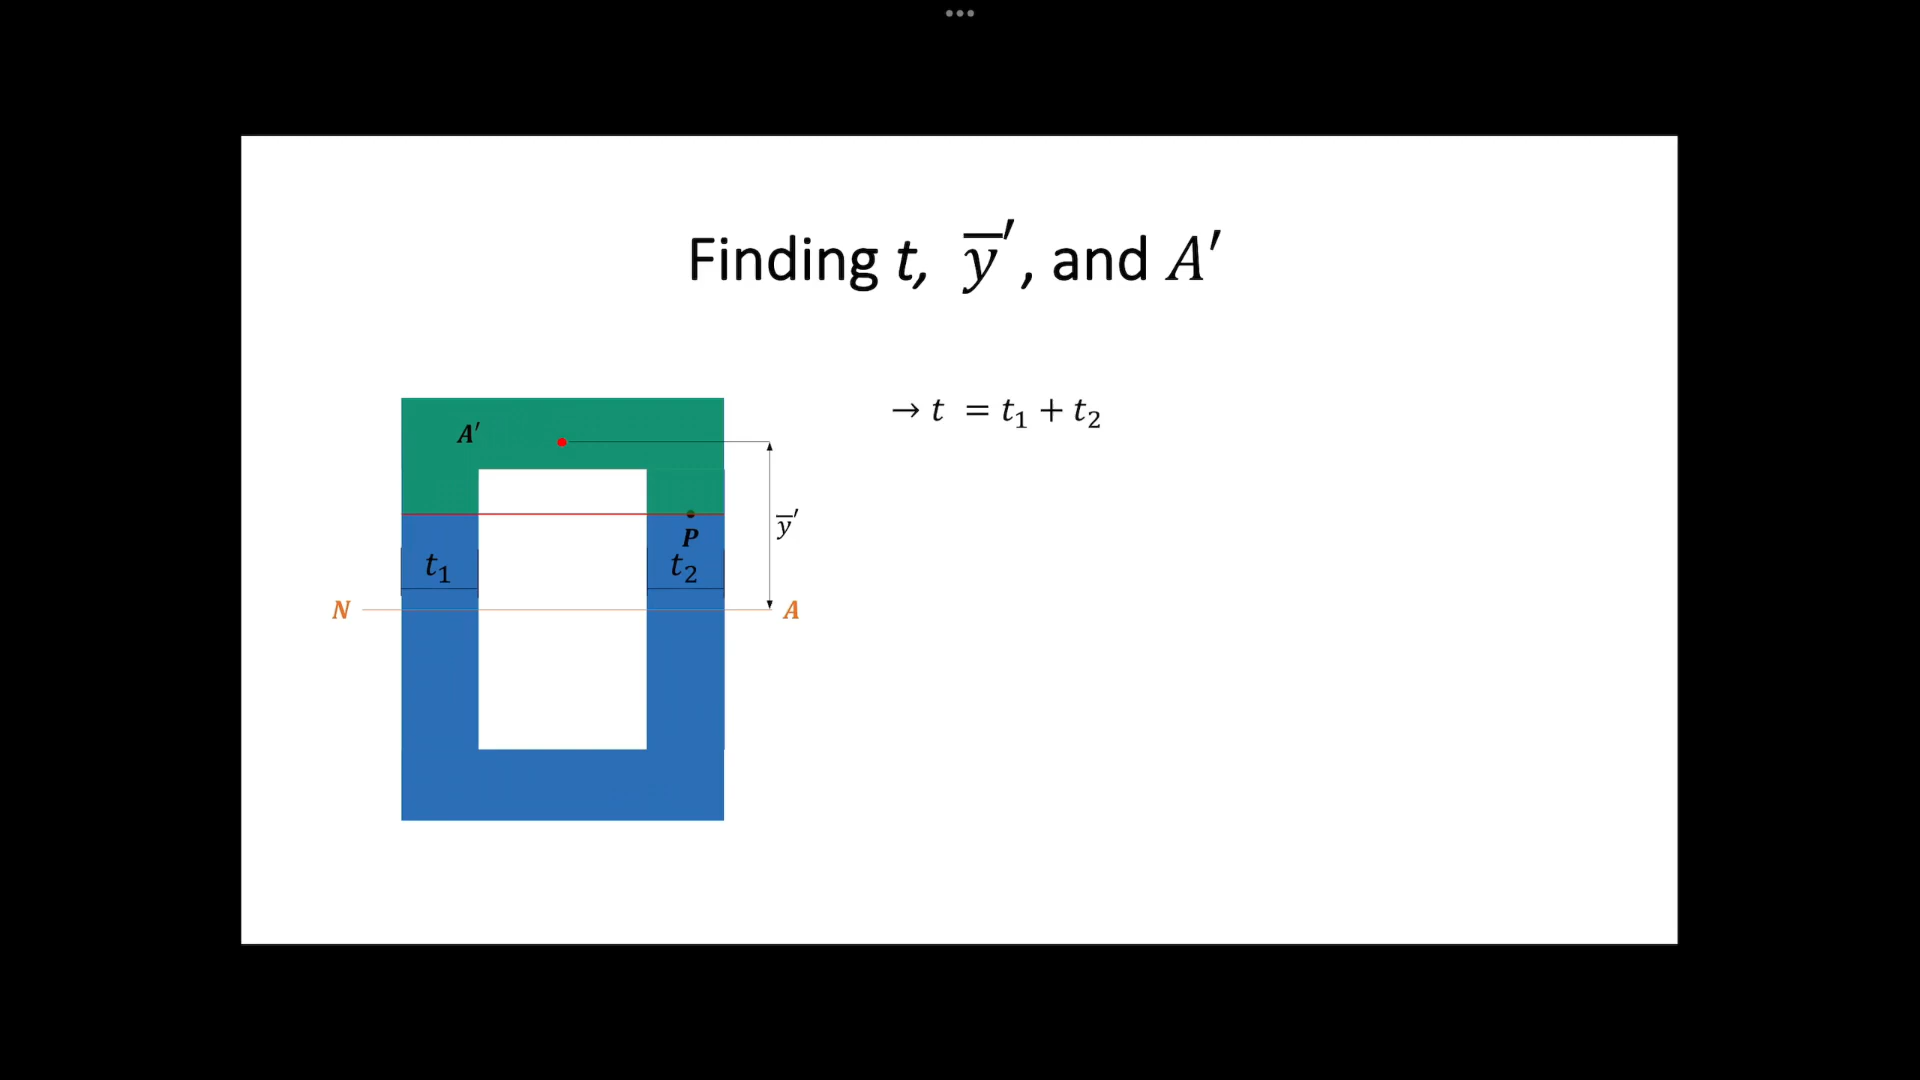 Finding t, y̅′, and A′
→ t = t₁ + t₂
A′
y̅′
P
t₁ t₂
N A